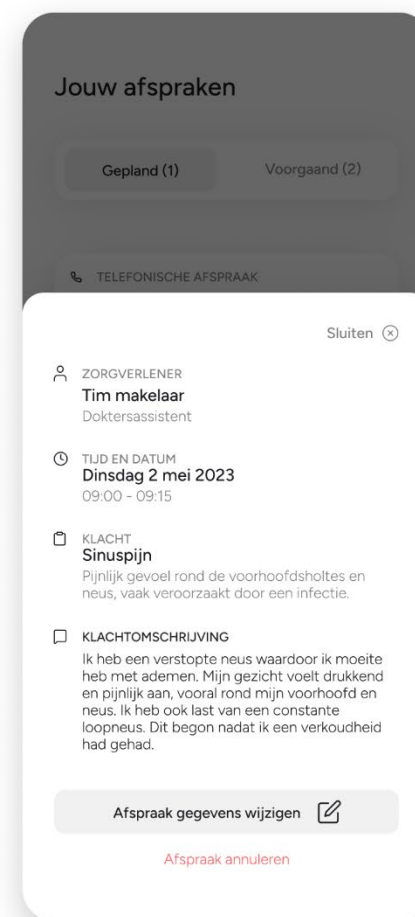 Jouw afspraken
Gepland (1)
Voorgaand (2)
TELEFONISCHE AFSPRAAK
Sluiten
ZORGVERLENER
Tim makelaar
Doktersassistent
TIJD EN DATUM
Dinsdag 2 mei 2023
09:00 - 09:15
KLACHT
Sinuspijn
Pijnlijk gevoel rond de voorhoofdsholtes en
neus, vaak veroorzaakt door een infectie.
KLACHTOMSCHRIJVING
Ik heb een verstopte neus waardoor ik moeite
heb met ademen. Mijn gezicht voelt drukkend
en pijnlijk aan, vooral rond mijn voorhoofd en
neus. Ik heb ook last van een constante
loopneus. Dit begon nadat ik een verkoudheid
had gehad.
Afspraak gegevens wijzigen
Afspraak annuleren